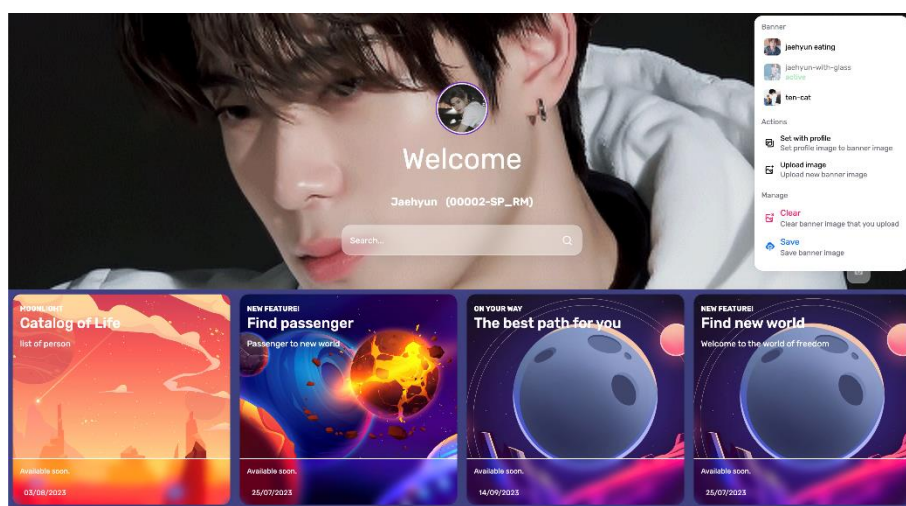 Banner
jaehyun eating
jaehyun-with-glass
active
ten-cat
Actions
Set with profile
Set profile image to banner image
Upload image
Upload new banner image
Manage
Clear
Clear banner image that you upload
Save
Save banner image
Welcome
Jaehyun (00002-SP_RM)
Search...
MOONLIGHT
Catalog of Life
list of person
Available soon.
03/08/2023
NEW FEATURE!
Find passenger
Passenger to new world
Available soon.
25/07/2023
ON YOUR WAY
The best path for you
Available soon.
14/09/2023
NEW FEATURE!
Find new world
Welcome to the world of freedom
Available soon.
25/07/2023